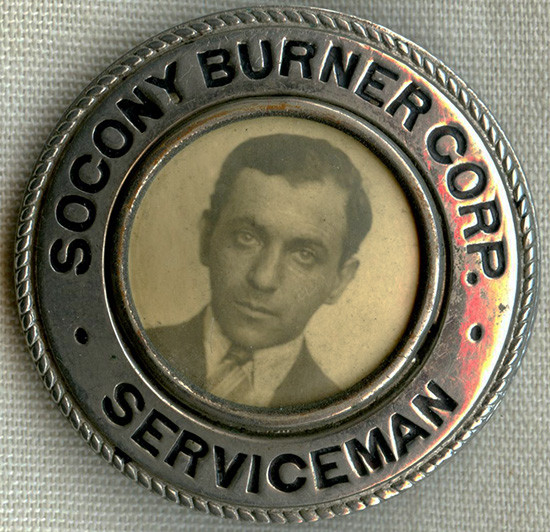 SOCONY BURNER CORP.
SERVICEMAN